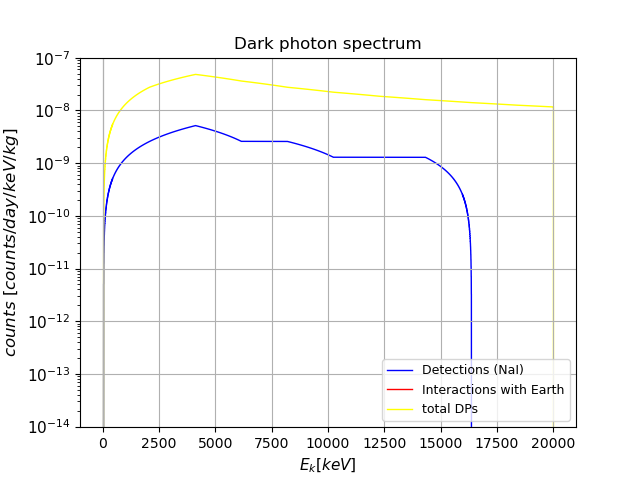 Dark photon spectrum
counts [counts/day/keV/kg]
10⁻⁷
10⁻⁸
10⁻⁹
10⁻¹⁰
10⁻¹¹
10⁻¹²
10⁻¹³
10⁻¹⁴
Detections (NaI)
Interactions with Earth
total DPs
0 2500 5000 7500 10000 12500 15000 17500 20000
Eₖ[keV]